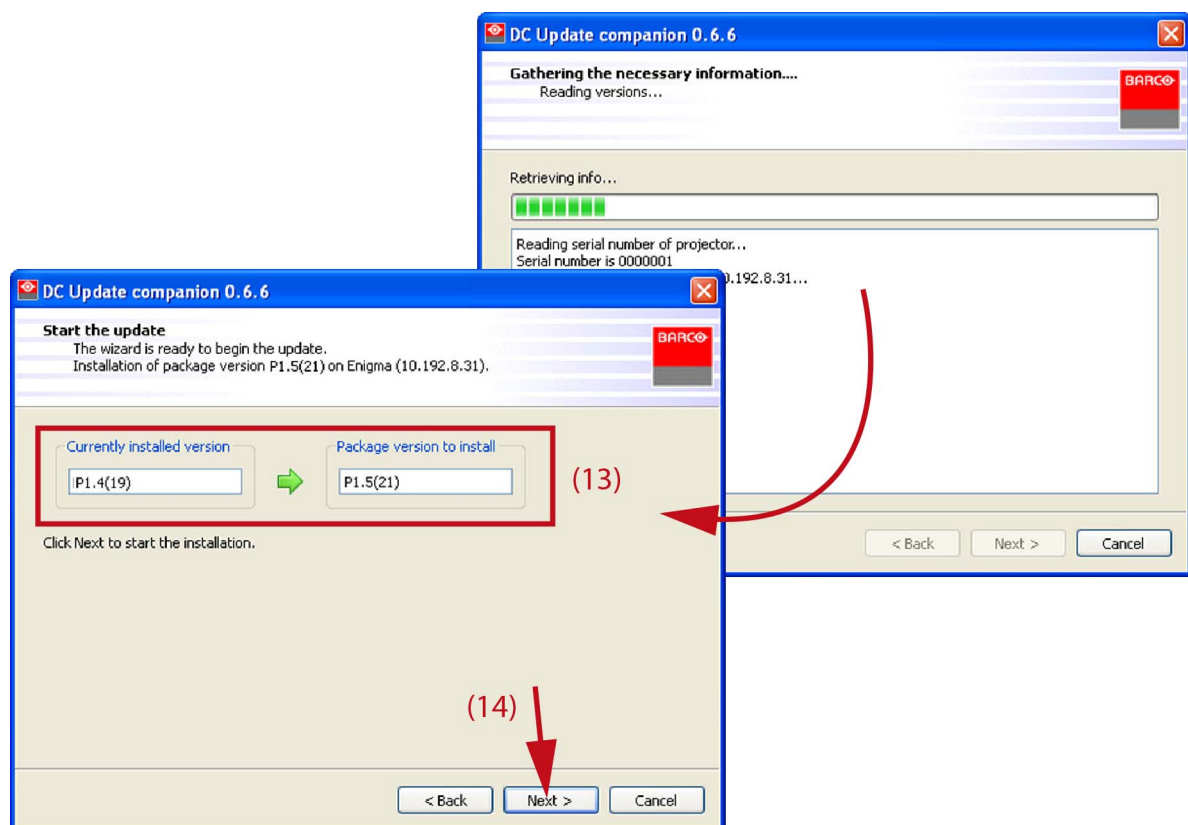 DC Update companion 0.6.6
Gathering the necessary information....
Reading versions...
BARCO
Retrieving info...
Reading serial number of projector...
Serial number is 0000001
.192.8.31...
< Back Next > Cancel
DC Update companion 0.6.6
Start the update
The wizard is ready to begin the update.
Installation of package version P1.5(21) on Enigma (10.192.8.31).
BARCO
Currently installed version Package version to install
P1.4(19) P1.5(21)
(13)
Click Next to start the installation.
(14)
< Back Next > Cancel